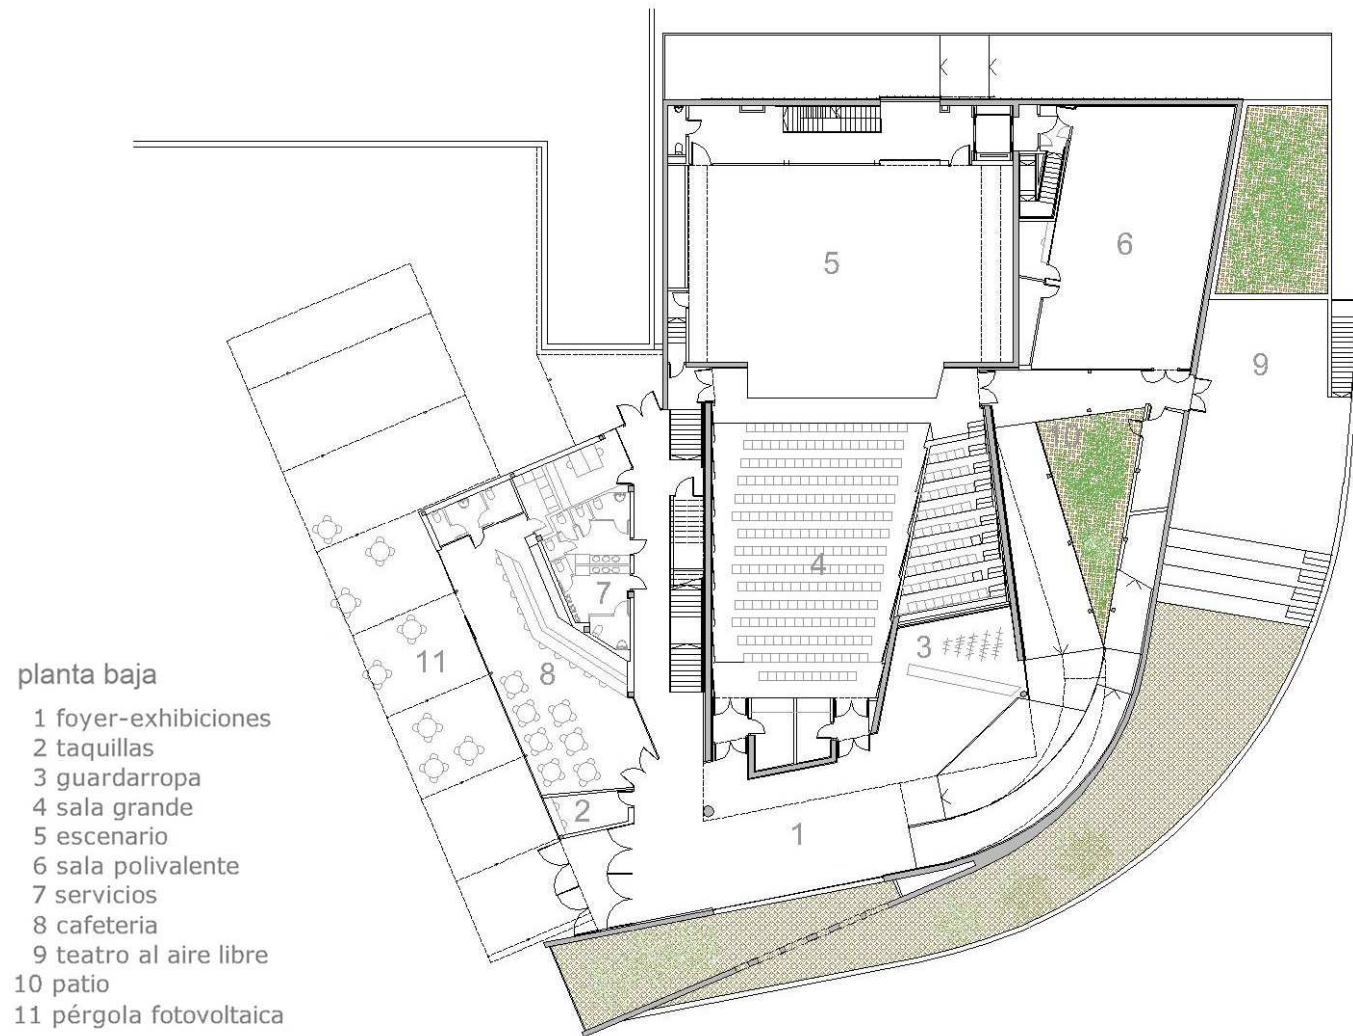 5
6
9
10
4
7
3
11
8
2
1
planta baja
1 foyer-exhibiciones
2 taquillas
3 guardarropa
4 sala grande
5 escenario
6 sala polivalente
7 servicios
8 cafeteria
9 teatro al aire libre
10 patio
11 pérgola fotovoltaica